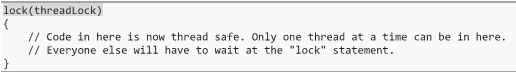 lock(threadLock)
{
    // Code in here is now thread safe. Only one thread at a time can be in here.
    // Everyone else will have to wait at the "lock" statement.
}